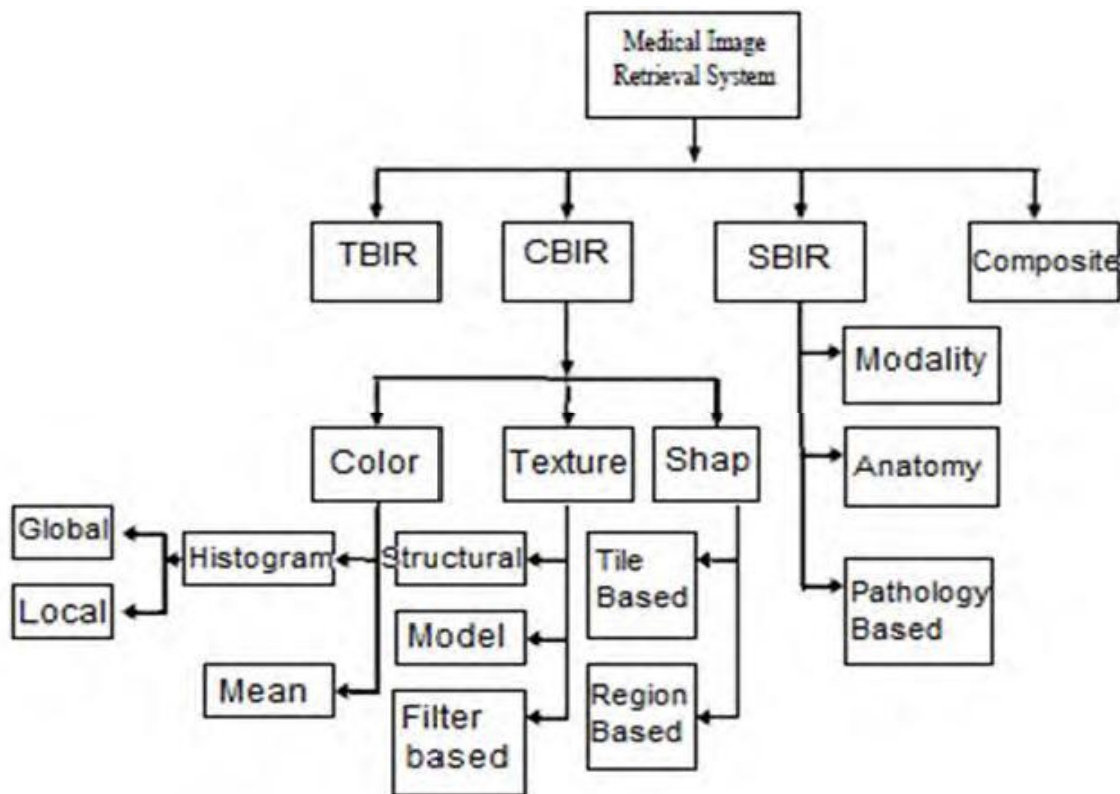 Medical Image
Retrieval System
TBIR
CBIR
SBIR
Composite
Modality
Color
Texture
Shap
Anatomy
Global
Histogram
Structural
Tile
Based
Local
Model
Pathology
Based
Mean
Filter
based
Region
Based